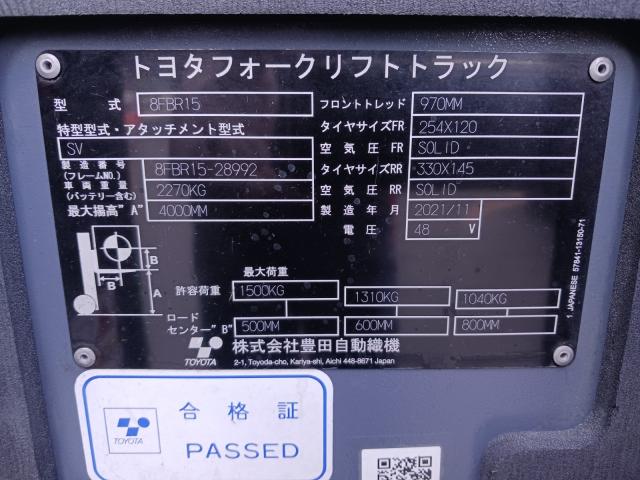 トヨタフォークリフトトラック
型式 8FBR15 フロントトレッド 970MM
特型型式・アタッチメント型式 タイヤサイズFR 254X120
SV 空気圧FR SOLID
製造番号(フレームNO.) 8FBR15-28992 タイヤサイズRR 330X145
車両重量(バッテリー含む) 2270KG 空気圧RR SOLID
最大揚高"A" 4000MM 製造年月 2021/11
電圧 48 V
B
B A
最大荷重
許容荷重 1500KG 1310KG 1040KG
ロードセンター"B" 500MM 600MM 800MM
TOYOTA 株式会社豊田自動織機
2-1, Toyoda-cho, Kariya-shi, Aichi 448-8671 Japan
1 JAPANESE 57841-13150-71
TOYOTA
合格証
PASSED